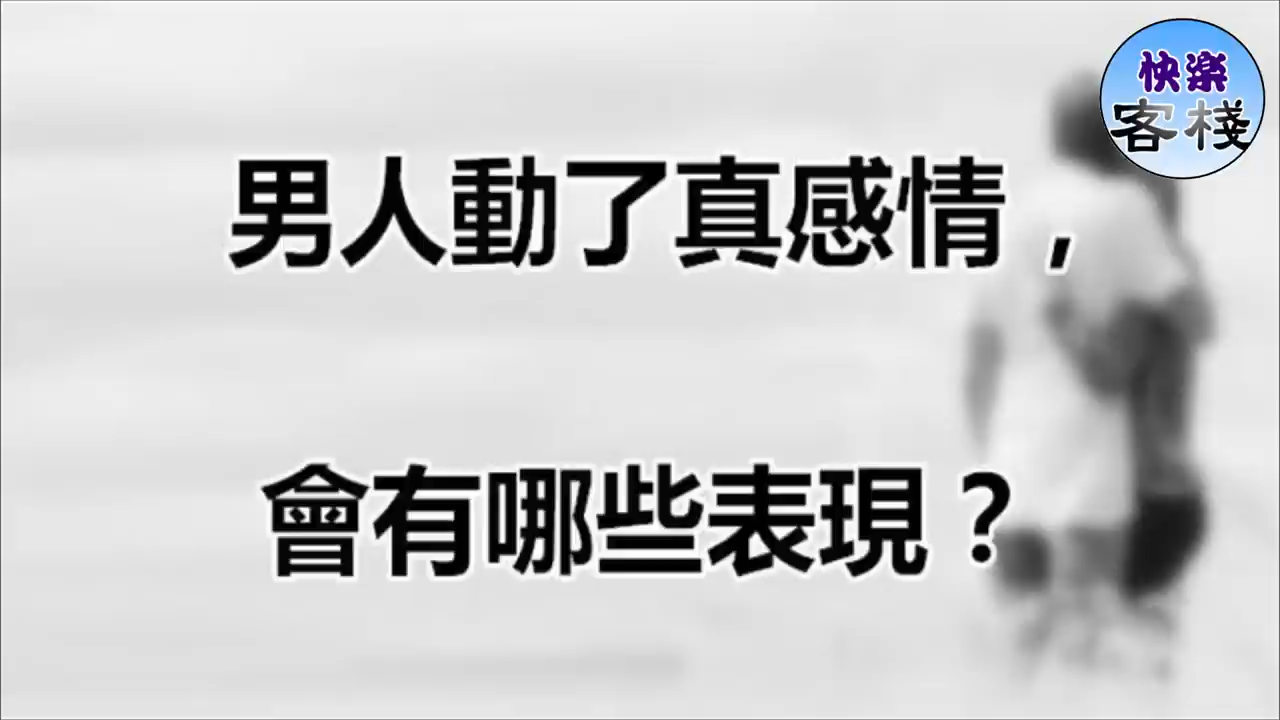 快樂
客棧
男人動了真感情，
會有哪些表現？